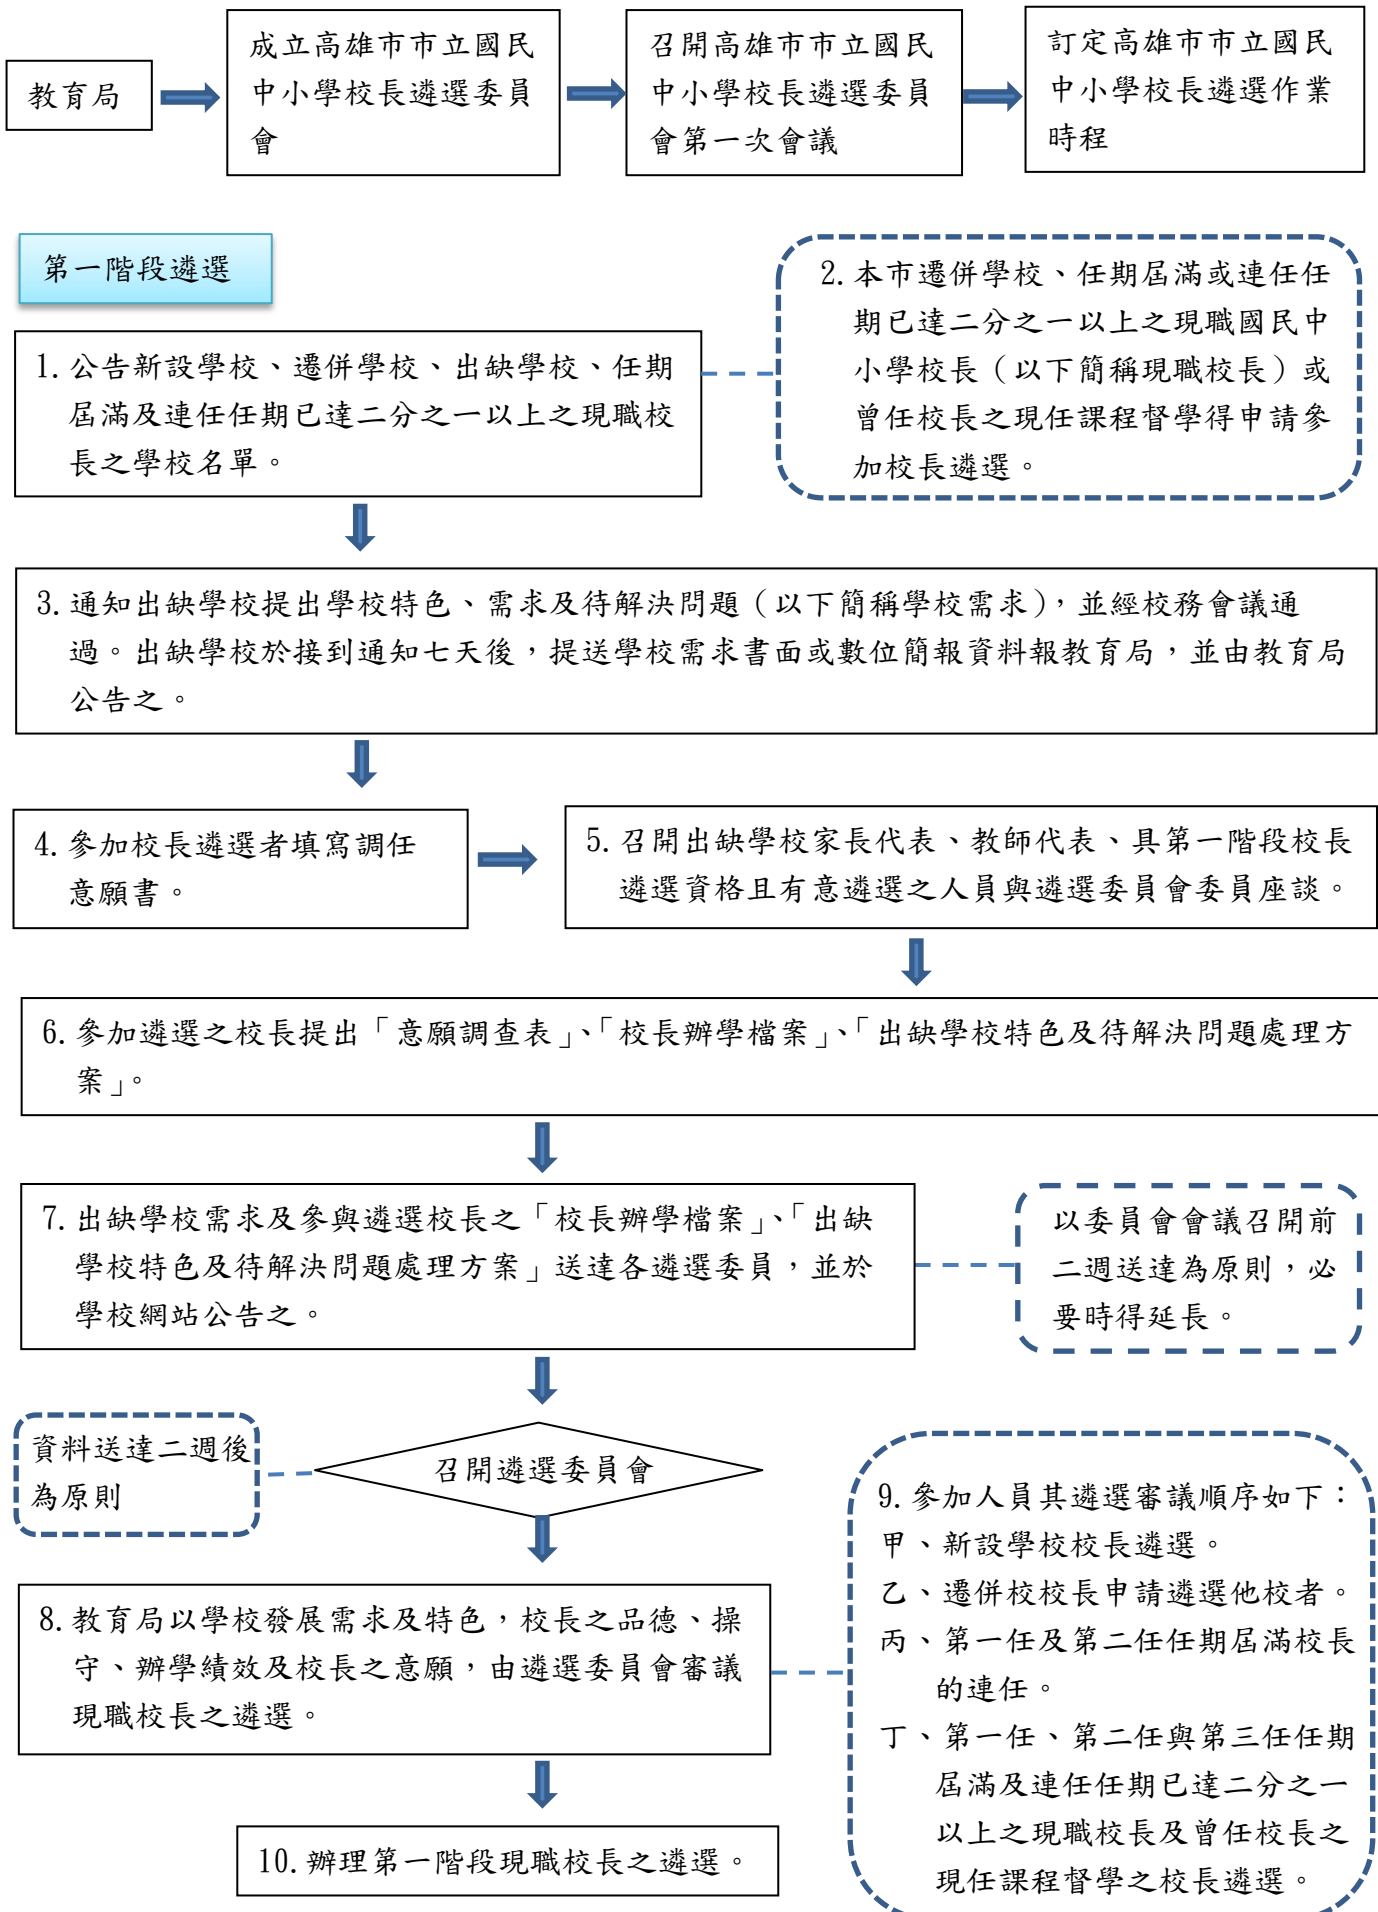 教育局
成立高雄市市立國民
中小學校長遴選委員
會
召開高雄市市立國民
中小學校長遴選委員
會第一次會議
訂定高雄市市立國民
中小學校長遴選作業
時程
第一階段遴選
1.公告新設學校、遷併學校、出缺學校、任期
屆滿及連任任期已達二分之一以上之現職校
長之學校名單。
2.本市遷併學校、任期屆滿或連任任
期已達二分之一以上之現職國民中
小學校長（以下簡稱現職校長）或
曾任校長之現任課程督學得申請參
加校長遴選。
3.通知出缺學校提出學校特色、需求及待解決問題（以下簡稱學校需求），並經校務會議通
過。出缺學校於接到通知七天後，提送學校需求書面或數位簡報資料報教育局，並由教育局
公告之。
4.參加校長遴選者填寫調任
意願書。
5.召開出缺學校家長代表、教師代表、具第一階段校長
遴選資格且有意遴選之人員與遴選委員會委員座談。
6.參加遴選之校長提出「意願調查表」、「校長辦學檔案」、「出缺學校特色及待解決問題處理方
案」。
7.出缺學校需求及參與遴選校長之「校長辦學檔案」、「出缺
學校特色及待解決問題處理方案」送達各遴選委員，並於
學校網站公告之。
以委員會會議召開前
二週送達為原則，必
要時得延長。
資料送達二週後
為原則
召開遴選委員會
8.教育局以學校發展需求及特色，校長之品德、操
守、辦學績效及校長之意願，由遴選委員會審議
現職校長之遴選。
9.參加人員其遴選審議順序如下：
甲、新設學校校長遴選。
乙、遷併校校長申請遴選他校者。
丙、第一任及第二任任期屆滿校長
的連任。
丁、第一任、第二任與第三任任期
屆滿及連任任期已達二分之一
以上之現職校長及曾任校長之
現任課程督學之校長遴選。
10.辦理第一階段現職校長之遴選。